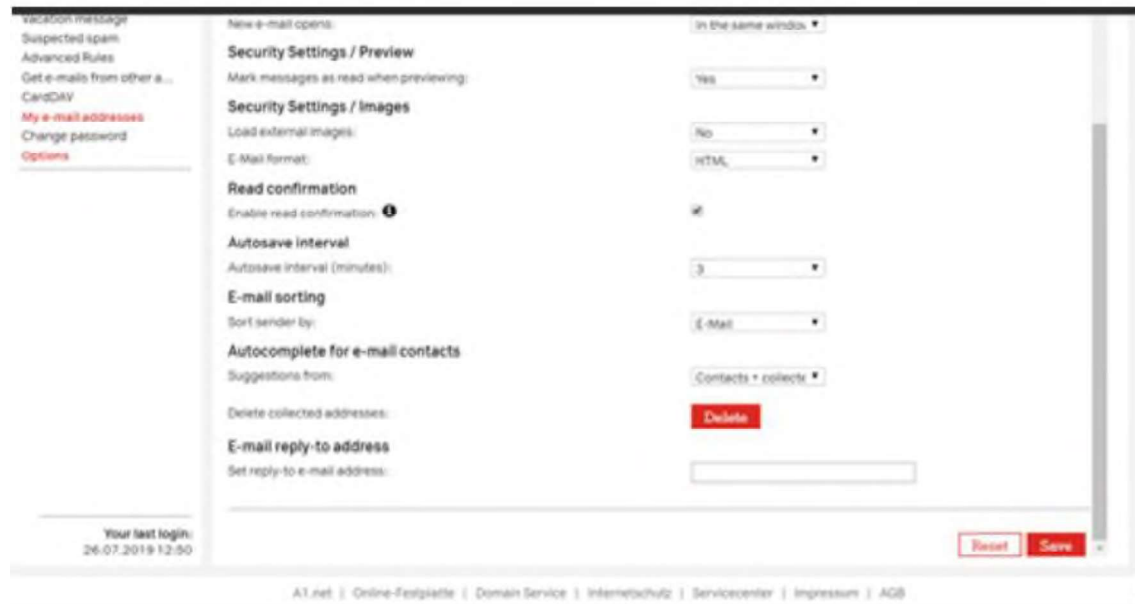 Vacation message
Suspected spam
Advanced Rules
Get e-mails from other a...
CardDAV
My e-mail addresses
Change password
Options
New e-mail opens: In the same window
Security Settings / Preview
Mark messages as read when previewing: Yes
Security Settings / Images
Load external images: No
E-Mail format: HTML
Read confirmation
Enable read confirmation:
Autosave interval
Autosave interval (minutes): 3
E-mail sorting
Sort sender by: E-Mail
Autocomplete for e-mail contacts
Suggestions from: Contacts + collecte
Delete collected addresses: Delete
E-mail reply-to address
Set reply-to e-mail address:
Your last login:
26.07.2019 12:50
Reset Save
A1.net | Online-Festplatte | Domain Service | Internetschutz | Servicecenter | Impressum | AGB